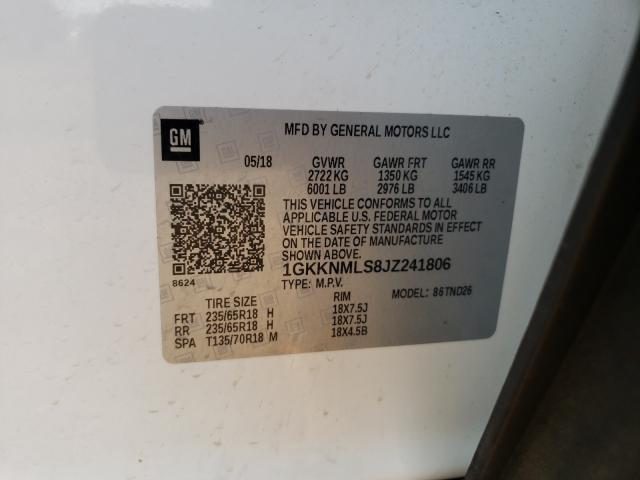 GM
MFD BY GENERAL MOTORS LLC
05/18 GVWR GAWR FRT GAWR RR
2722 KG 1350 KG 1545 KG
6001 LB 2976 LB 3406 LB
THIS VEHICLE CONFORMS TO ALL
APPLICABLE U.S. FEDERAL MOTOR
VEHICLE SAFETY STANDARDS IN EFFECT
ON THE DATE OF MANUFACTURE
SHOWN ABOVE.
8624 1GKKNMLS8JZ241806
TYPE: M.P.V. MODEL: 86TND26
TIRE SIZE RIM
FRT 235/65R18 H 18X7.5J
RR 235/65R18 H 18X7.5J
SPA T135/70R18 M 18X4.5B